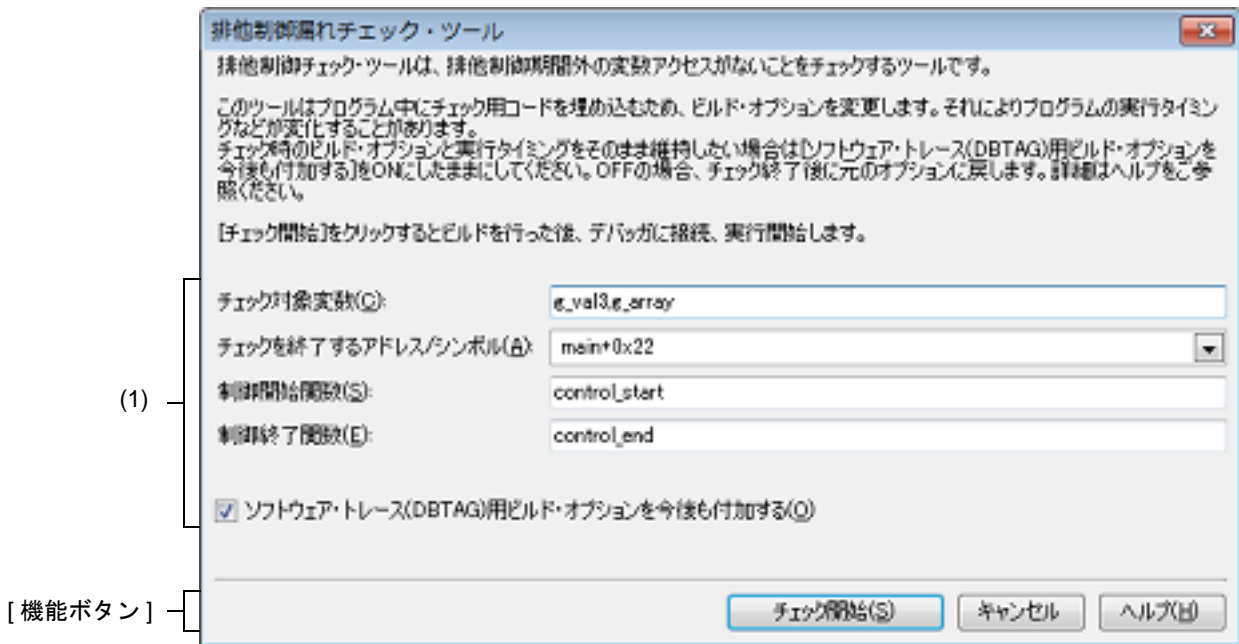 排他制御漏れチェック・ツール
排他制御チェック・ツールは、排他制御期間外の変数アクセスがないことをチェックするツールです。
このツールはプログラム中にチェック用コードを埋め込むため、ビルド・オプションを変更します。それによりプログラムの実行タイミン
グなどが変化することがあります。
チェック時のビルド・オプションと実行タイミングをそのまま維持したい場合は[ソフトウェア・トレース(DBTAG)用ビルド・オプションを
今後も付加する]をONにしたままにしてください。OFFの場合、チェック終了後に元のオプションに戻します。詳細はヘルプをご参
照ください。
[チェック開始]をクリックするとビルドを行った後、デバッガに接続、実行開始します。
チェック対象変数(C):
g_val3,g_array
チェックを終了するアドレス/シンボル(A):
main+0x22
(1)
制御開始関数(S):
control_start
制御終了関数(E):
control_end
ソフトウェア・トレース(DBTAG)用ビルド・オプションを今後も付加する(O)
[ 機能ボタン ]
チェック開始(S)
キャンセル
ヘルプ(H)